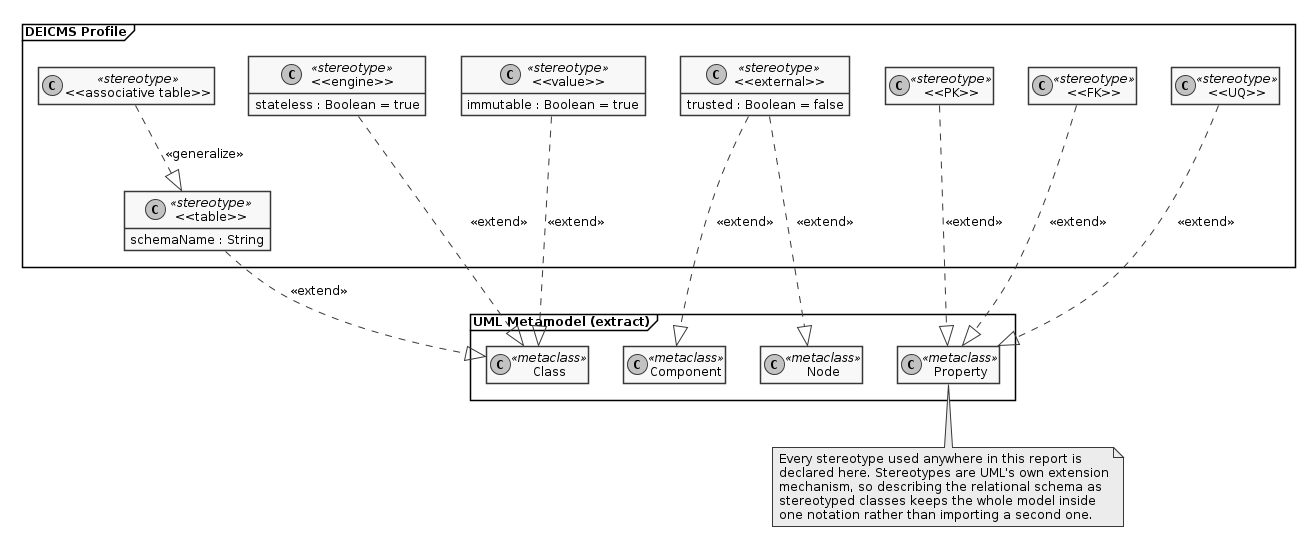 DEICMS Profile
C «stereotype»
<<associative table>>
C «stereotype»
<<engine>>
stateless : Boolean = true
C «stereotype»
<<value>>
immutable : Boolean = true
C «stereotype»
<<external>>
trusted : Boolean = false
C «stereotype»
<<PK>>
C «stereotype»
<<FK>>
C «stereotype»
<<UQ>>
«generalize»
C «stereotype»
<<table>>
schemaName : String
«extend»
«extend»
«extend»
«extend»
«extend»
«extend»
«extend»
«extend»
UML Metamodel (extract)
C «metaclass»
Class
C «metaclass»
Component
C «metaclass»
Node
C «metaclass»
Property
Every stereotype used anywhere in this report is
declared here. Stereotypes are UML's own extension
mechanism, so describing the relational schema as
stereotyped classes keeps the whole model inside
one notation rather than importing a second one.